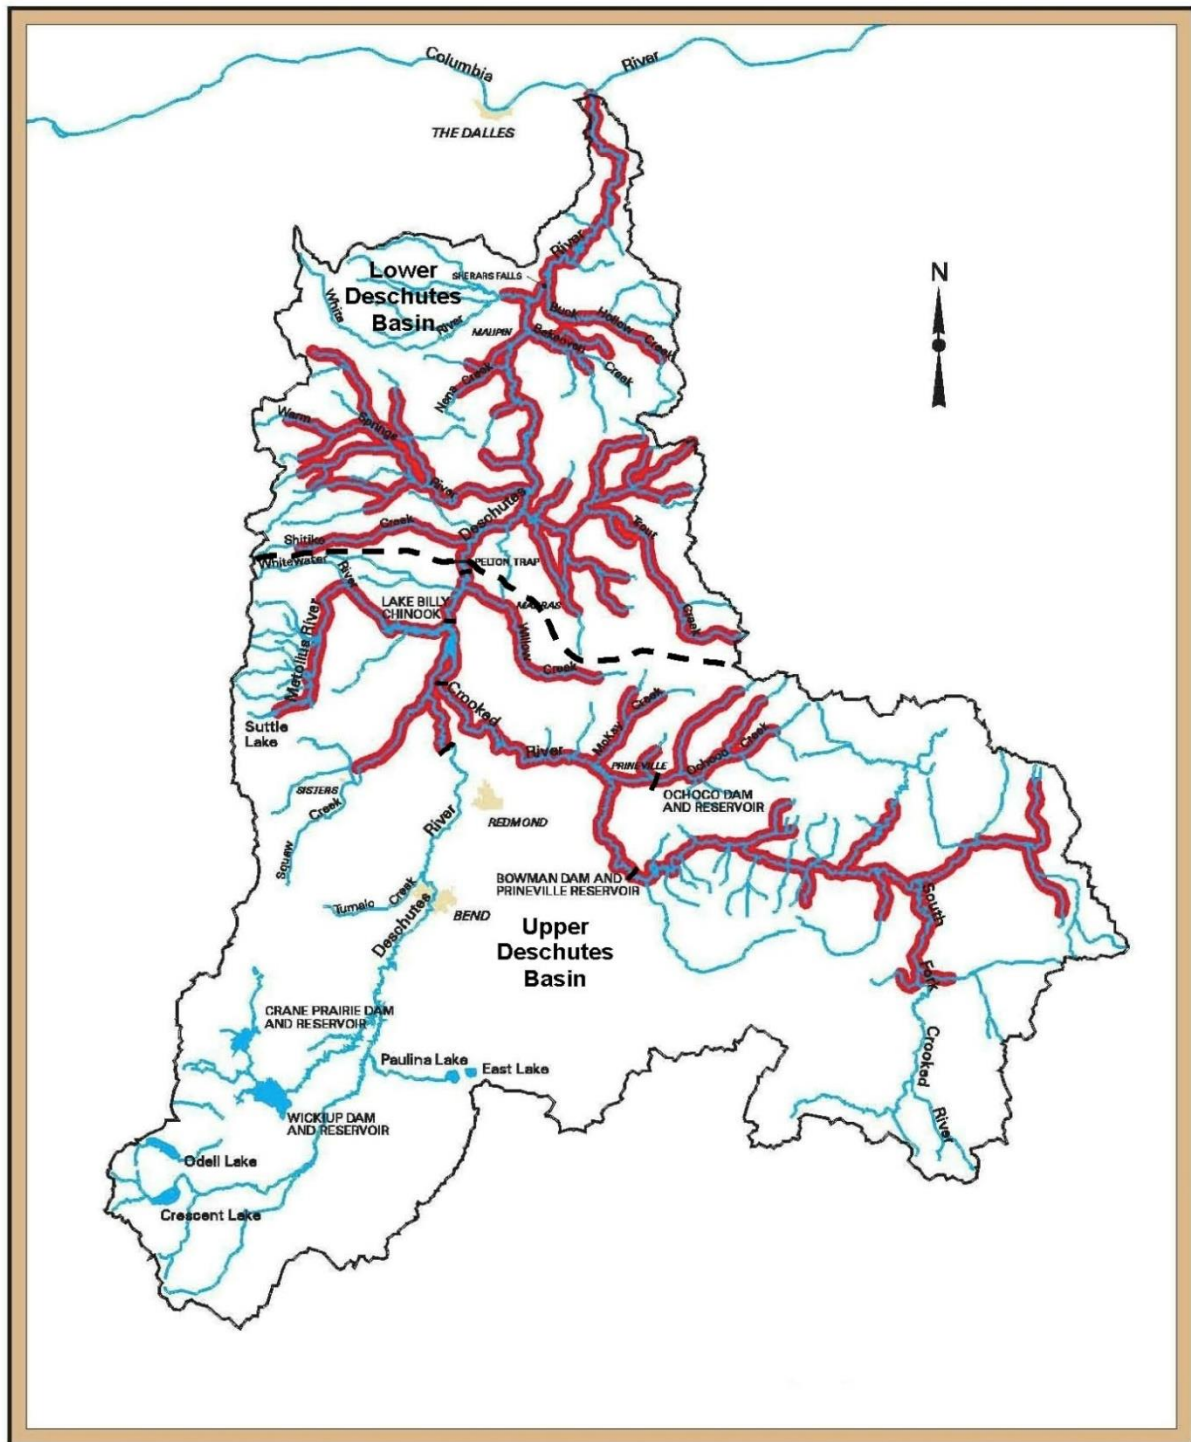 Columbia
River
THE DALLES
River
SHERARS FALLS
Lower
Deschutes
Basin
White
River
MAUPIN
Buck
Hollow
Creek
Bakeoven
Creek
Nena Creek
Warm
Springs
River
Deschutes
Trout
Creek
Shitike
Creek
Whitewater
River
PELTON TRAP
LAKE BILLY
CHINOOK
MADRAS
Willow
Creek
Metolius River
Suttle
Lake
Crooked
River
McKay
Creek
PRINEVILLE
Ochoco
Creek
OCHOCO DAM
AND RESERVOIR
SISTERS
Squaw
Creek
River
REDMOND
BOWMAN DAM AND
PRINEVILLE RESERVOIR
Tumalo
Creek
Deschutes
BEND
Upper
Deschutes
Basin
South
Fork
Crooked
River
CRANE PRAIRIE DAM
AND RESERVOIR
Paulina Lake
East Lake
WICKIUP DAM
AND RESERVOIR
Odell Lake
Crescent Lake
N